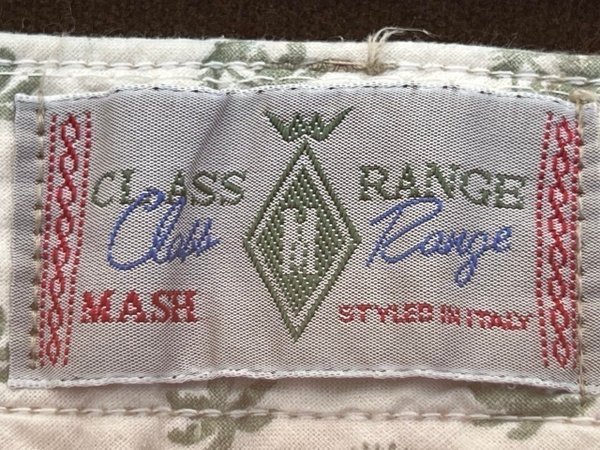 CLASS RANGE
Class Range
MASH STYLED IN ITALY
M